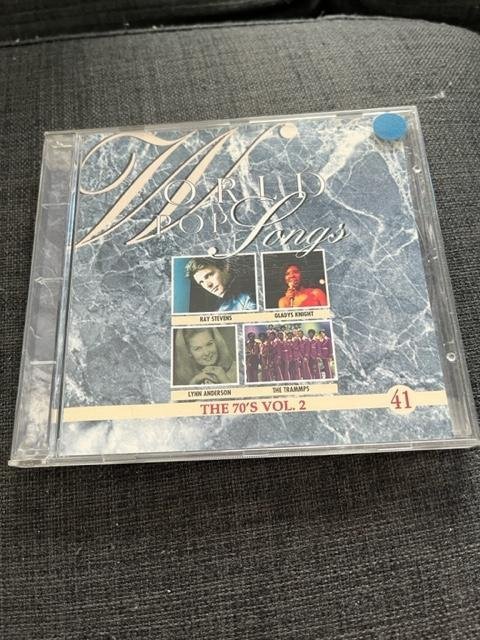 WORLD
POP Songs
RAY STEVENS
GLADYS KNIGHT
LYNN ANDERSON
THE TRAMMPS
THE 70'S VOL. 2
41